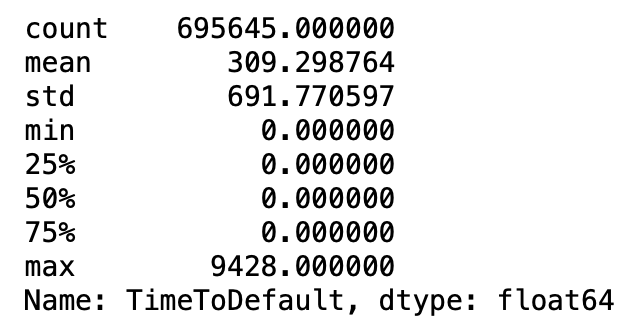 count    695645.000000
mean        309.298764
std         691.770597
min           0.000000
25%           0.000000
50%           0.000000
75%           0.000000
max        9428.000000
Name: TimeToDefault, dtype: float64